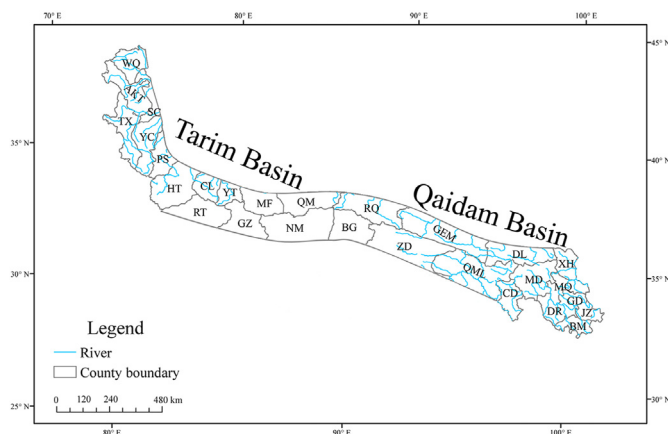 70° E
80° E
90° E
100° E
45° N
WQ
AKT
SC
TX
YC
35° N
Tarim Basin
40° N
PS
HT
CL
YT
MF
QM
Qaidam Basin
RQ
RT
GZ
NM
BG
GEM
ZD
DL
XH
30° N
QML
MD
35° N
CD
MQ
GD
DR
JZ
BM
Legend
River
County boundary
0 120 240 480 km
25° N
30° N
80° E
90° E
100° E